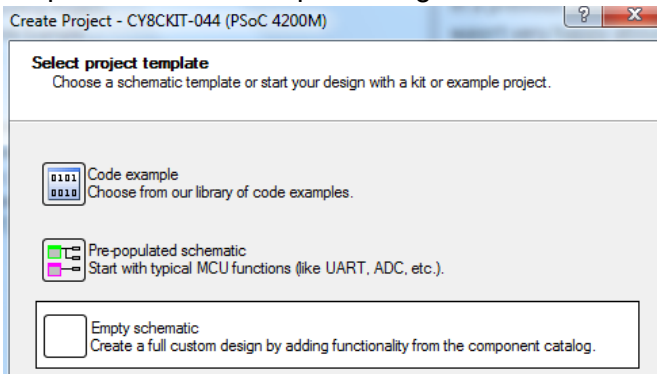 Create Project - CY8CKIT-044 (PSoC 4200M)
?
X
Select project template
Choose a schematic template or start your design with a kit or example project.
0101
0010
Code example
Choose from our library of code examples.
Pre-populated schematic
Start with typical MCU functions (like UART, ADC, etc.).
Empty schematic
Create a full custom design by adding functionality from the component catalog.